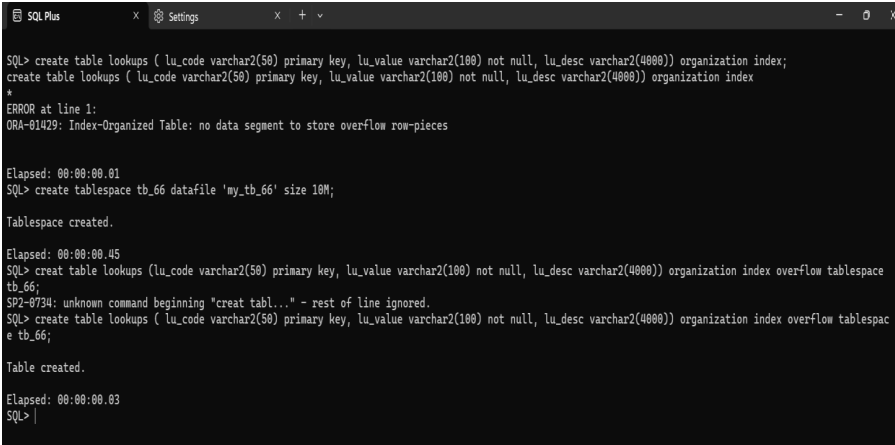 SQL Plus X Settings X + ˅ − X
SQL> create table lookups ( lu_code varchar2(50) primary key, lu_value varchar2(100) not null, lu_desc varchar2(4000)) organization index;
create table lookups ( lu_code varchar2(50) primary key, lu_value varchar2(100) not null, lu_desc varchar2(4000)) organization index
*
ERROR at line 1:
ORA-01429: Index-Organized Table: no data segment to store overflow row-pieces
Elapsed: 00:00:00.01
SQL> create tablespace tb_66 datafile 'my_tb_66' size 10M;
Tablespace created.
Elapsed: 00:00:00.45
SQL> creat table lookups (lu_code varchar2(50) primary key, lu_value varchar2(100) not null, lu_desc varchar2(4000)) organization index overflow tablespace
tb_66;
SP2-0734: unknown command beginning "creat tabl..." - rest of line ignored.
SQL> create table lookups ( lu_code varchar2(50) primary key, lu_value varchar2(100) not null, lu_desc varchar2(4000)) organization index overflow tablespac
e tb_66;
Table created.
Elapsed: 00:00:00.03
SQL>